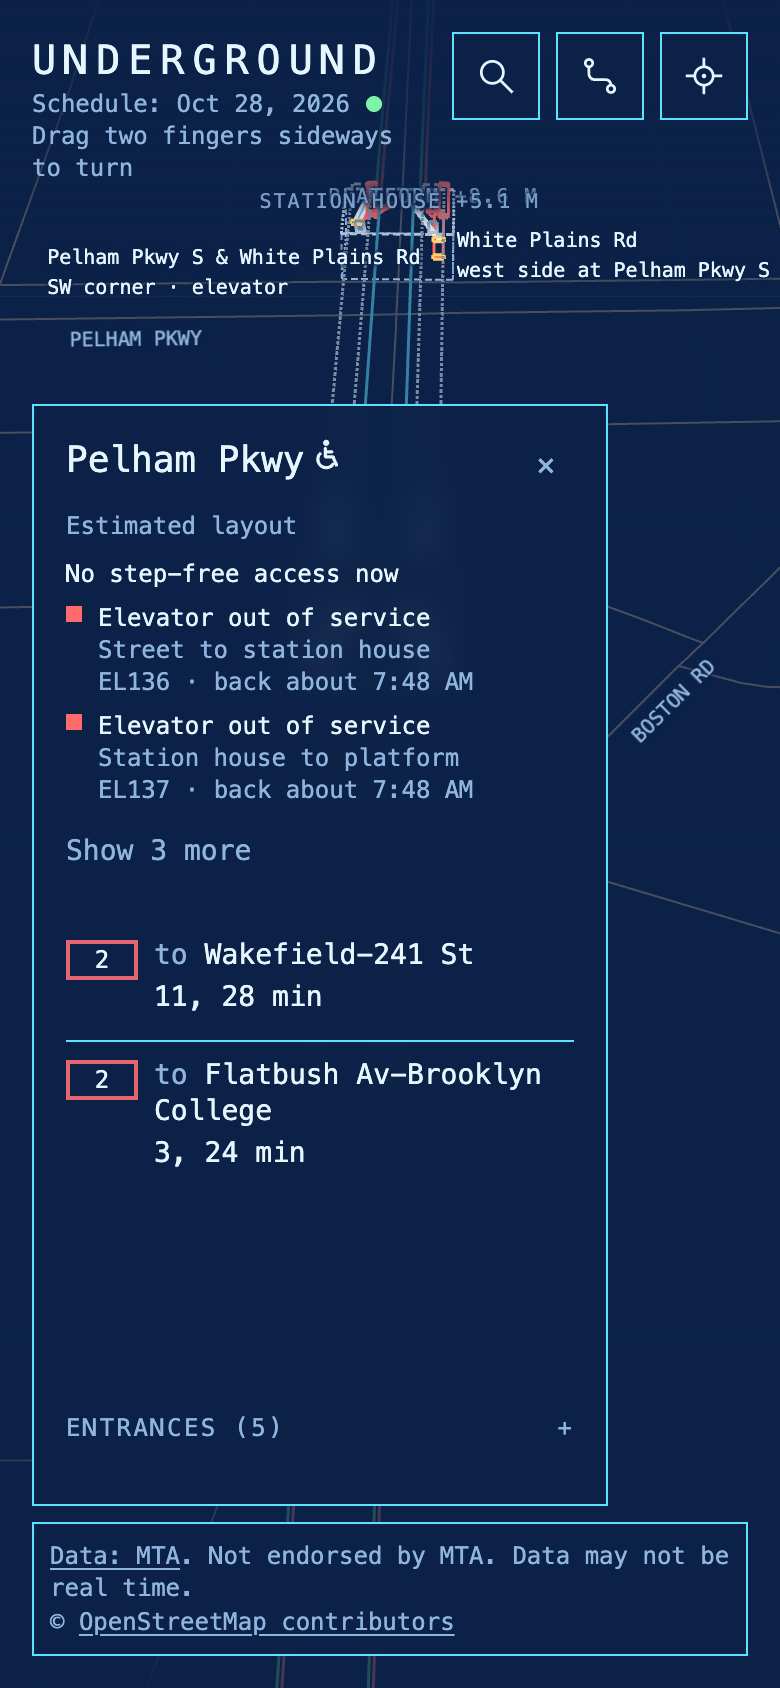 UNDERGROUND
Schedule: Oct 28, 2026
Drag two fingers sideways
to turn
STATION HOUSE +5.1 M
White Plains Rd
west side at Pelham Pkwy S
Pelham Pkwy S & White Plains Rd
SW corner · elevator
PELHAM PKWY
Pelham Pkwy
×
Estimated layout
No step-free access now
Elevator out of service
Street to station house
EL136 · back about 7:48 AM
BOSTON RD
Elevator out of service
Station house to platform
EL137 · back about 7:48 AM
Show 3 more
2 to Wakefield–241 St
11, 28 min
2 to Flatbush Av–Brooklyn
College
3, 24 min
ENTRANCES (5) +
Data: MTA. Not endorsed by MTA. Data may not be
real time.
© OpenStreetMap contributors